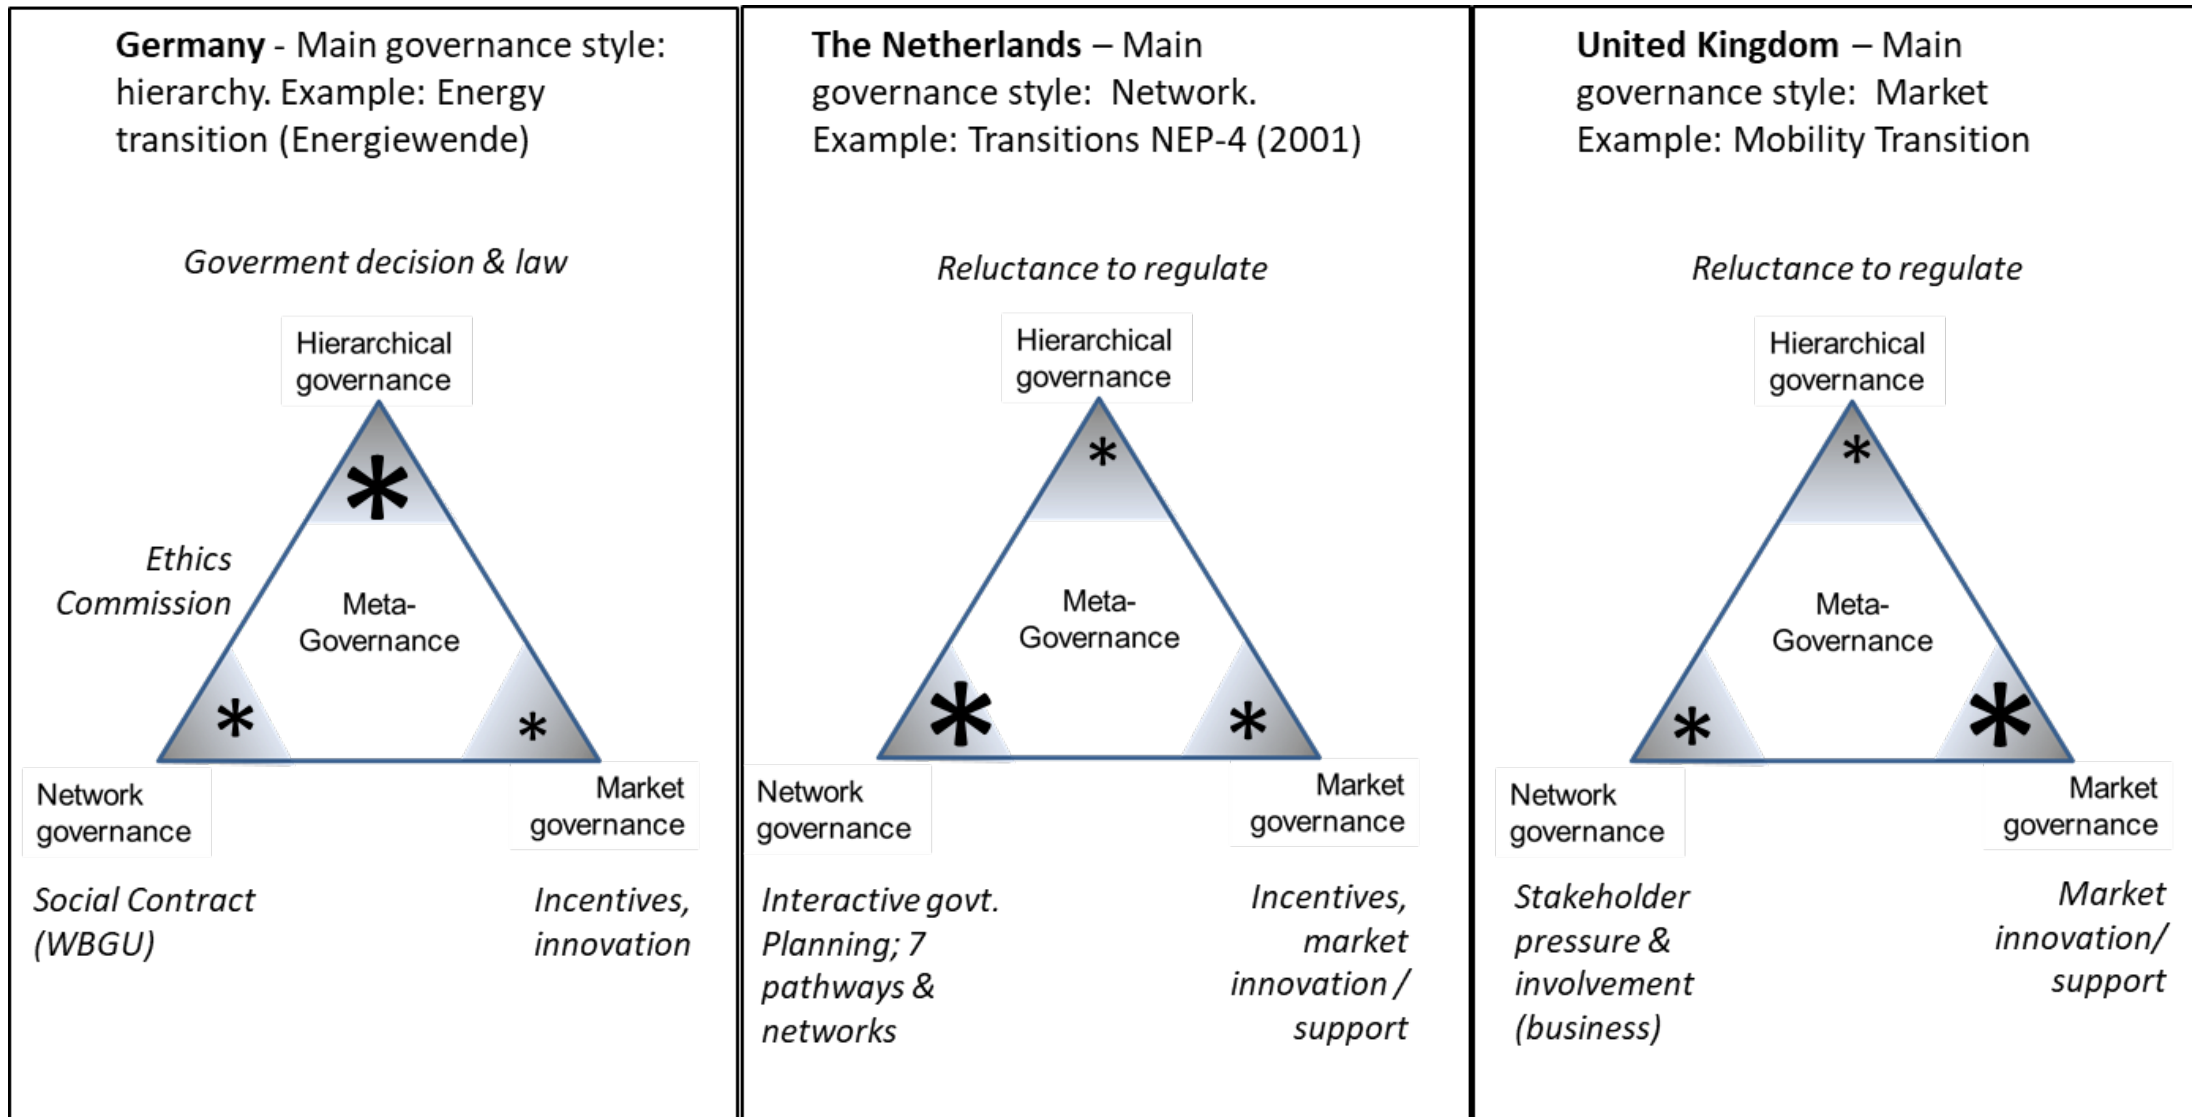 Germany - Main governance style:
hierarchy. Example: Energy
transition (Energiewende)
Goverment decision & law
Hierarchical
governance
*
Ethics
Commission
Meta-
Governance
*
*
Network
governance
Market
governance
Social Contract
(WBGU)
Incentives,
innovation
The Netherlands – Main
governance style:  Network.
Example: Transitions NEP-4 (2001)
Reluctance to regulate
Hierarchical
governance
*
Meta-
Governance
*
*
Network
governance
Market
governance
Interactive govt.
Planning; 7
pathways &
networks
Incentives,
market
innovation /
support
United Kingdom – Main
governance style:  Market
Example: Mobility Transition
Reluctance to regulate
Hierarchical
governance
*
Meta-
Governance
*
*
Network
governance
Market
governance
Stakeholder
pressure &
involvement
(business)
Market
innovation/
support